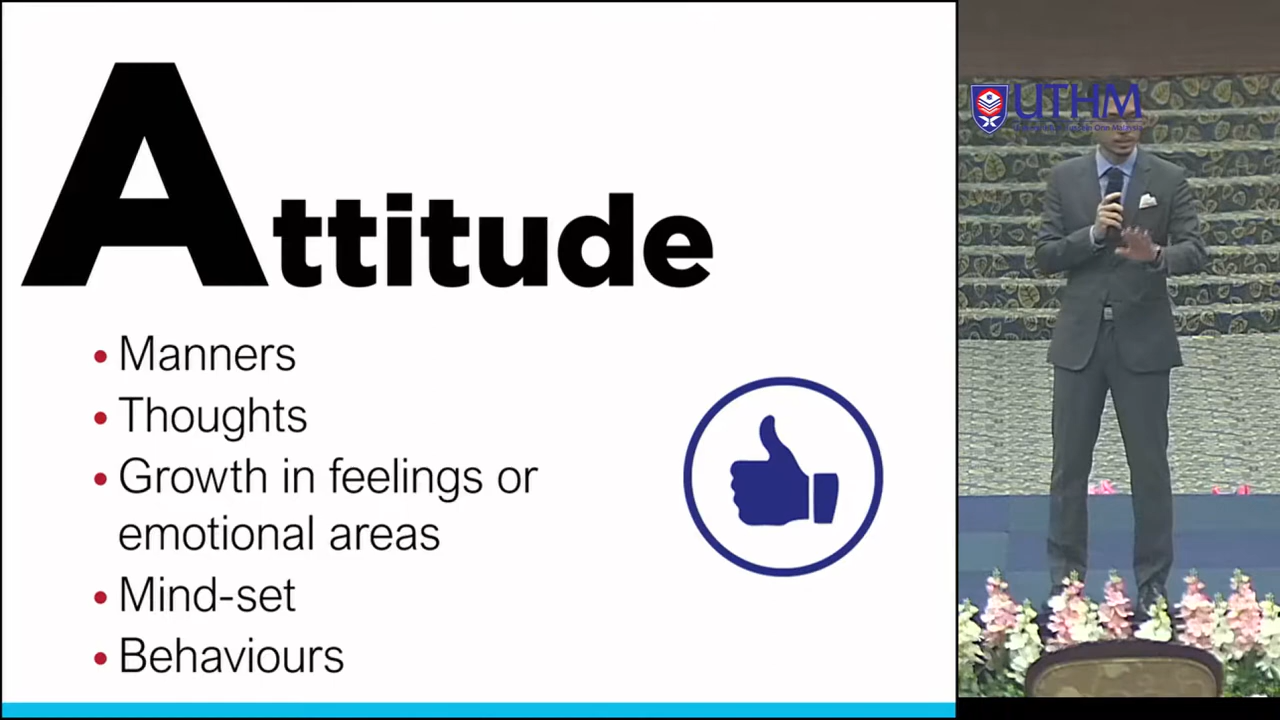 Attitude
• Manners
• Thoughts
• Growth in feelings or
emotional areas
• Mind-set
• Behaviours
UTHM